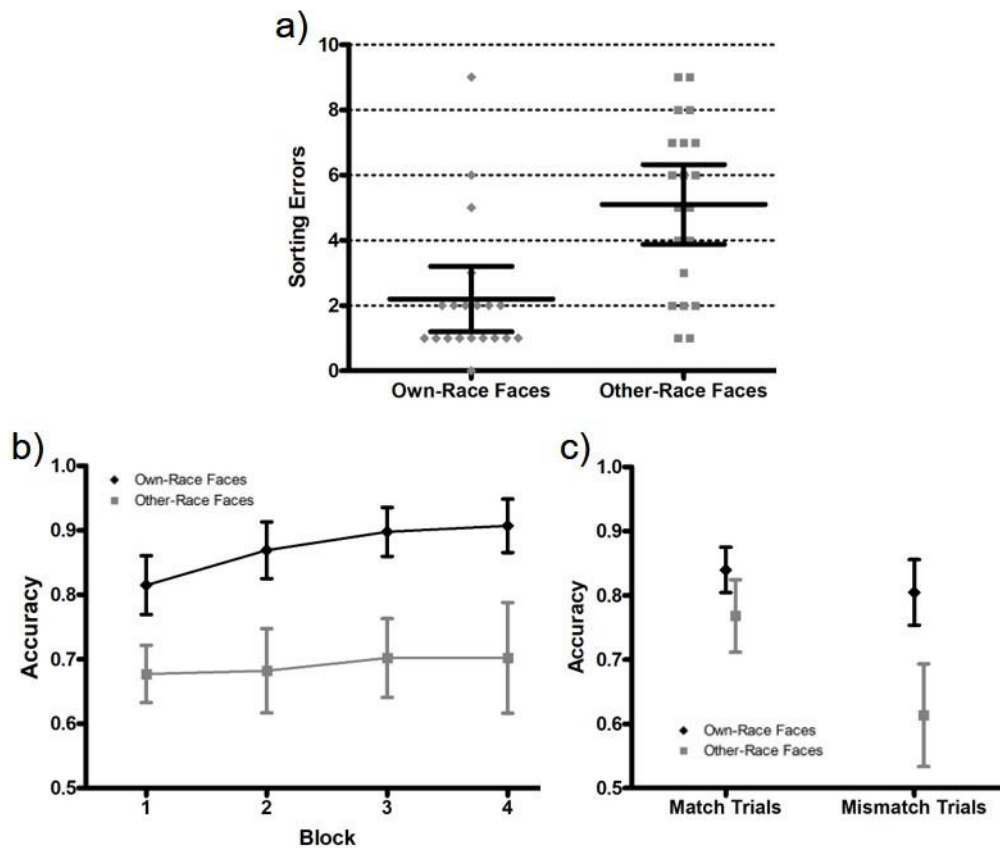 a)
10
8
6
4
2
0
Sorting Errors
Own-Race Faces Other-Race Faces
b)
1.0
0.9
0.8
0.7
0.6
0.5
Accuracy
Own-Race Faces
Other-Race Faces
1 2 3 4
Block
c)
1.0
0.9
0.8
0.7
0.6
0.5
Accuracy
Own-Race Faces
Other-Race Faces
Match Trials Mismatch Trials